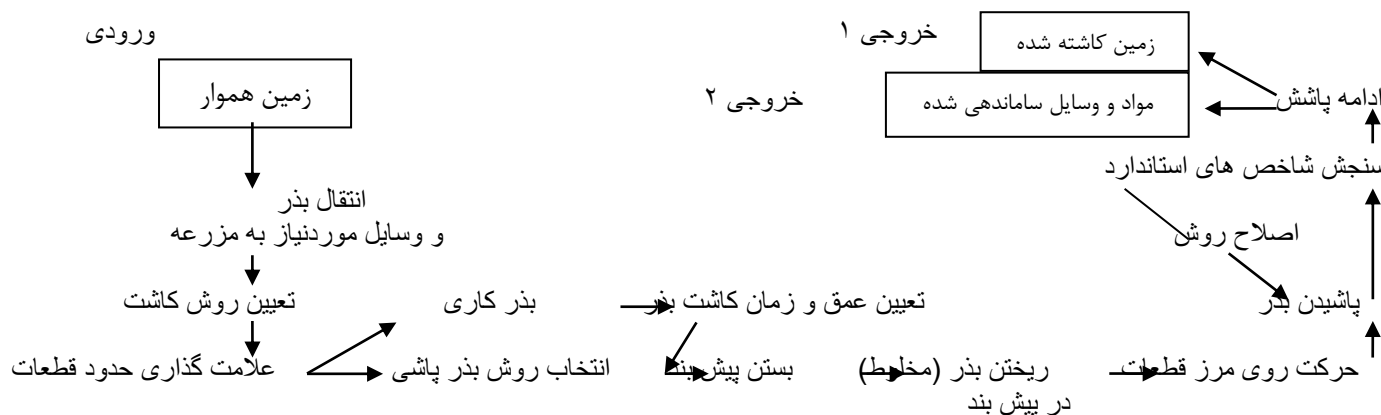 ورودی
زمین هموار
انتقال بذر
و وسایل موردنیاز به مزرعه
تعیین روش کاشت
علامت گذاری حدود قطعات
بذر کاری
تعیین عمق و زمان کاشت بذر
انتخاب روش بذر پاشی
بستن پیش بند
ریختن بذر (مخلوط)
در پیش بند
حرکت روی مرز قطعات
پاشیدن بذر
اصلاح روش
سنجش شاخص های استاندارد
ادامه پاشش
خروجی ۱
زمین کاشته شده
خروجی ۲
مواد و وسایل ساماندهی شده